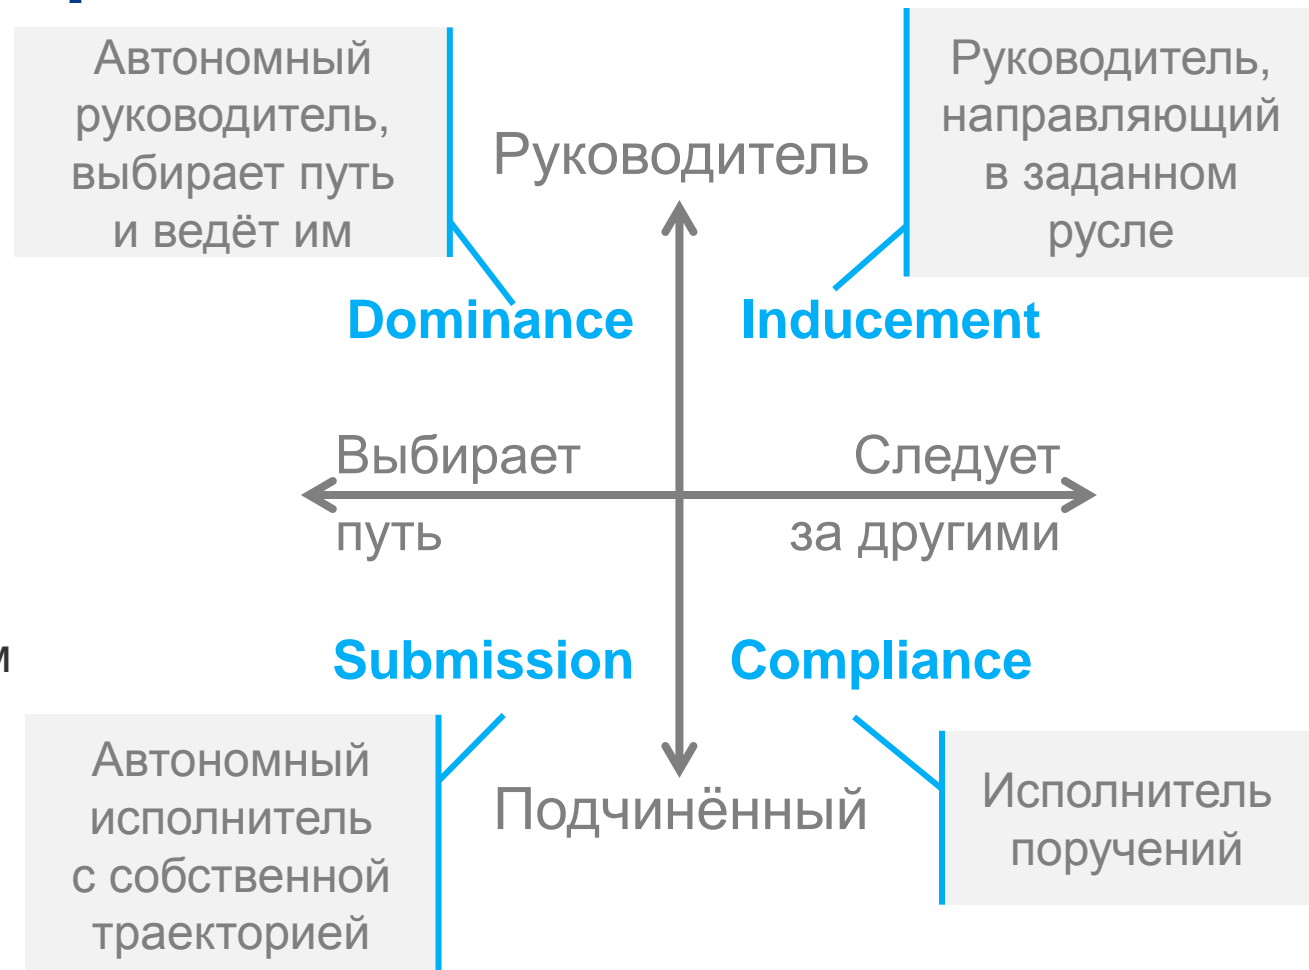 Автономный
руководитель,
выбирает путь
и ведёт им
Руководитель,
направляющий
в заданном
русле
Руководитель
Dominance
Inducement
Выбирает
путь
Следует
за другими
м
Submission
Compliance
Автономный
исполнитель
с собственной
траекторией
Подчинённый
Исполнитель
поручений